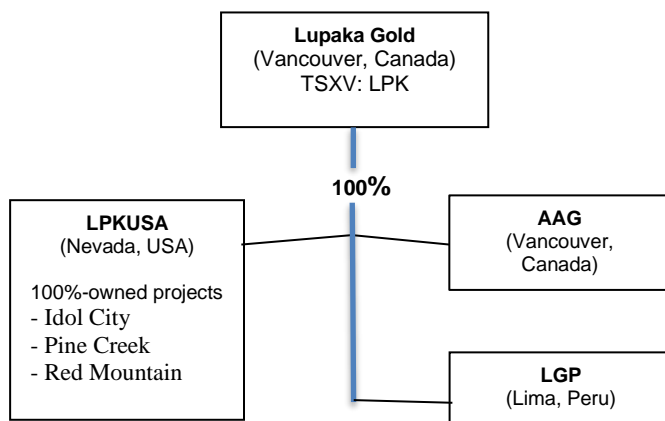 Lupaka Gold
(Vancouver, Canada)
TSXV: LPK
100%
LPKUSA
(Nevada, USA)
100%-owned projects
- Idol City
- Pine Creek
- Red Mountain
AAG
(Vancouver,
Canada)
LGP
(Lima, Peru)